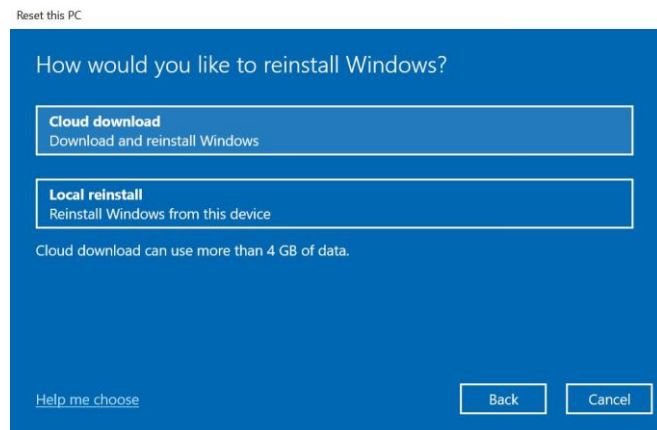 Reset this PC
How would you like to reinstall Windows?
Cloud download
Download and reinstall Windows
Local reinstall
Reinstall Windows from this device
Cloud download can use more than 4 GB of data.
Help me choose
Back
Cancel